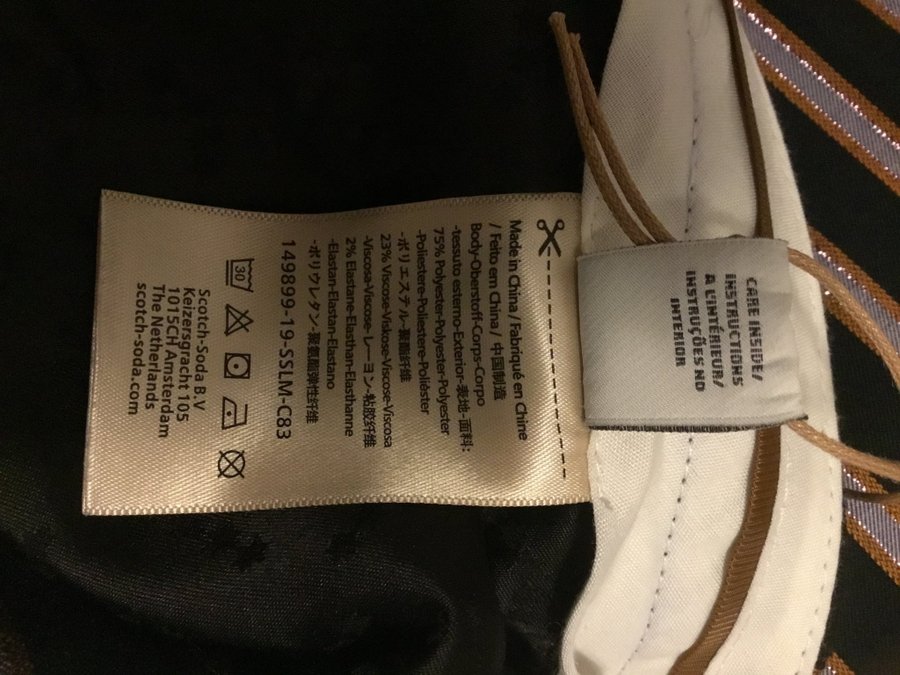 CARE INSIDE/
INSTRUCTIONS
A L'INTÉRIEUR/
INSTRUÇÕES NO
INTERIOR
Made in China / Fabriqué en Chine
/ Feito em China / 中国制造
Body-Oberstoff-Corps-Corpo
-tessuto esterno-Exterior-表地-面料:
75% Polyester-Polyester-Polyester
-Poliestere-Poliester-Poliéster
-ポリエステル-聚酯纤维
23% Viscose-Viskose-Viscose-Viscosa
-Viscosa-Viscose-レーヨン-粘胶纤维
2% Elastane-Elasthan-Elasthanne
-Elastan-Elastan-Elastano
-ポリウレタン-聚氨酯弹性纤维
149899-19-SSLM-C83
30
Scotch-Soda B.V
Keizersgracht 105
1015CH Amsterdam
The Netherlands
scotch-soda.com